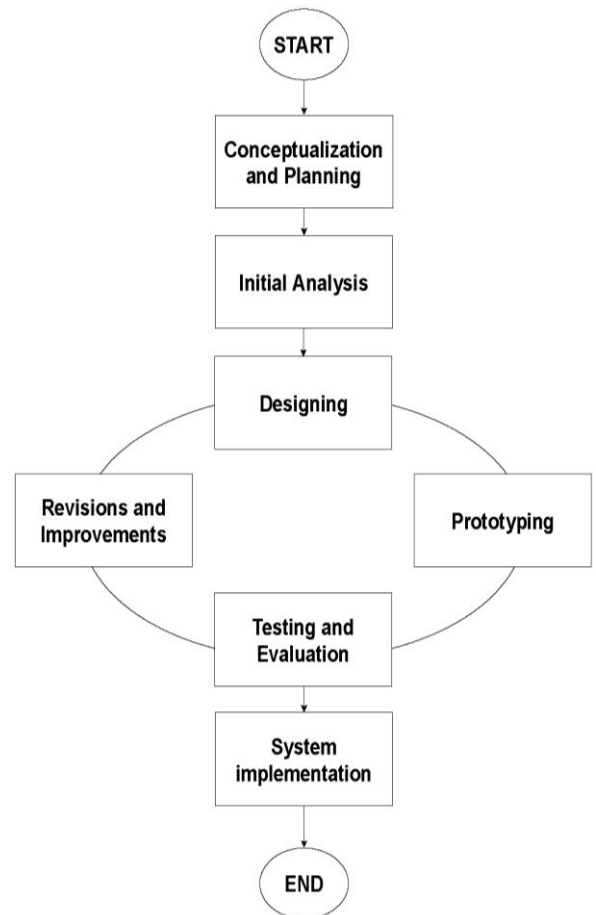 START
Conceptualization
and Planning
Initial Analysis
Designing
Revisions and
Improvements
Prototyping
Testing and
Evaluation
System
implementation
END